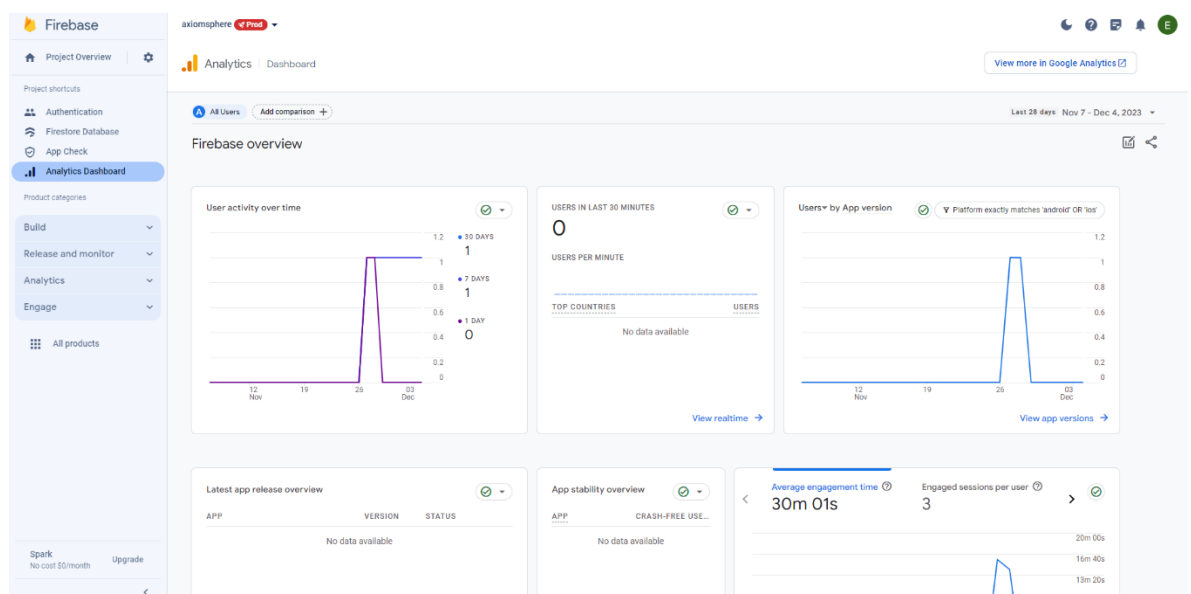 Firebase
axiomsphere Prod
E
Project Overview
Analytics Dashboard
View more in Google Analytics
Project shortcuts
Authentication
Firestore Database
App Check
Analytics Dashboard
Product categories
Build
Release and monitor
Analytics
Engage
All products
Spark
No cost $0/month
Upgrade
A All Users
Add comparison +
Last 28 days Nov 7 - Dec 4, 2023
Firebase overview
User activity over time
1.2
1
0.8
0.6
0.4
0.2
0
30 DAYS
1
7 DAYS
1
1 DAY
0
12 19 26 03
Nov Dec
USERS IN LAST 30 MINUTES
0
USERS PER MINUTE
TOP COUNTRIES USERS
No data available
View realtime
Users by App version
Platform exactly matches 'android' OR 'ios'
1.2
1
0.8
0.6
0.4
0.2
0
12 19 26 03
Nov Dec
View app versions
Latest app release overview
APP VERSION STATUS
No data available
App stability overview
APP CRASH-FREE USE...
No data available
Average engagement time
30m 01s
Engaged sessions per user
3
20m 00s
16m 40s
13m 20s